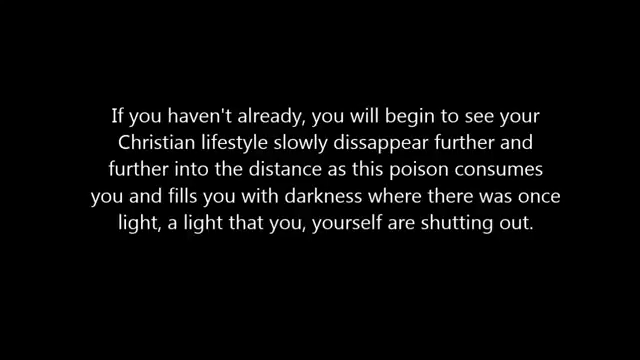 If you haven't already, you will begin to see your
Christian lifestyle slowly dissappear further and
further into the distance as this poison consumes
you and fills you with darkness where there was once
light, a light that you, yourself are shutting out.